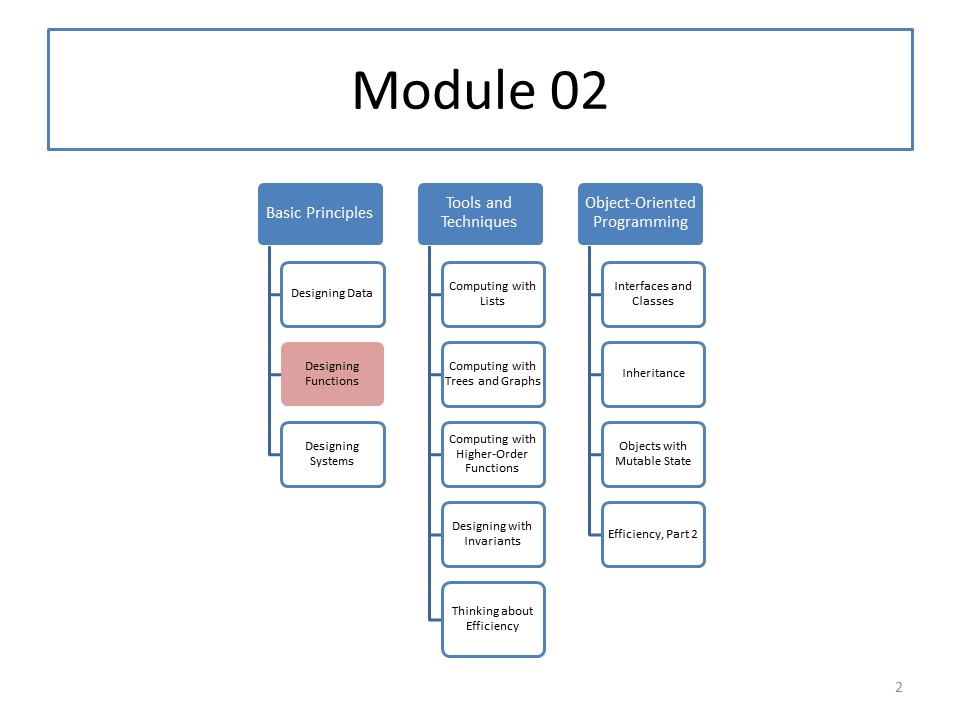 Module 02
Basic Principles
Designing Data
Designing
Functions
Designing
Systems
Tools and
Techniques
Computing with
Lists
Computing with
Trees and Graphs
Computing with
Higher-Order
Functions
Designing with
Invariants
Thinking about
Efficiency
Object-Oriented
Programming
Interfaces and
Classes
Inheritance
Objects with
Mutable State
Efficiency, Part 2
2